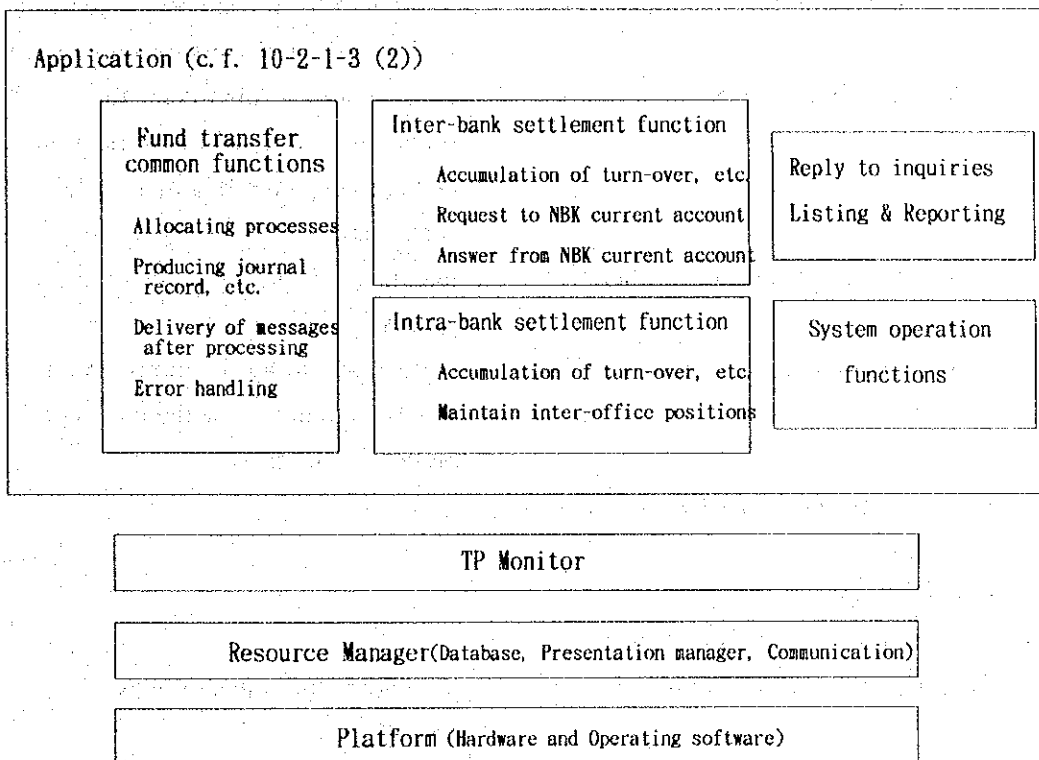 Application (c.f. 10-2-1-3 (2))
Fund transfer
common functions
Allocating processes
Producing journal
record, etc.
Delivery of messages
after processing
Error handling
Inter-bank settlement function
Accumulation of turn-over, etc
Request to NBK current account
Answer from NBK current account
Intra-bank settlement function
Accumulation of turn-over, etc
Maintain inter-office positions
Reply to inquiries
Listing & Reporting
System operation
functions
TP Monitor
Resource Manager(Database, Presentation manager, Communication)
Platform (Hardware and Operating software)